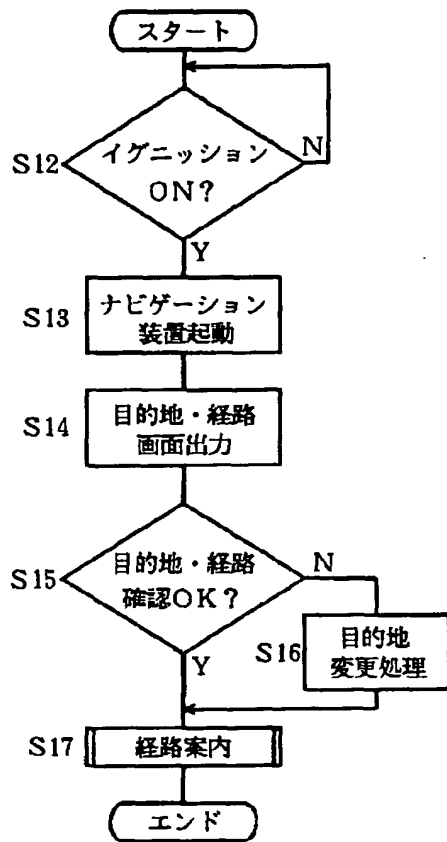 スタート
S12
イグニッション
ON?
N
Y
S13
ナビゲーション
装置起動
S14
目的地・経路
画面出力
S15
目的地・経路
確認OK?
N
Y
S16
目的地
変更処理
S17
経路案内
エンド